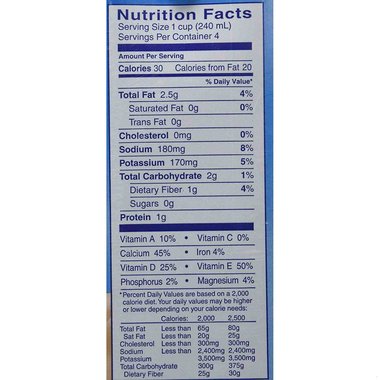 Nutrition Facts
Serving Size 1 cup (240 mL)
Servings Per Container 4
Amount Per Serving
Calories 30 Calories from Fat 20
% Daily Value*
Total Fat 2.5g 4%
Saturated Fat 0g 0%
Trans Fat 0g
Cholesterol 0mg 0%
Sodium 180mg 8%
Potassium 170mg 5%
Total Carbohydrate 2g 1%
Dietary Fiber 1g 4%
Sugars 0g
Protein 1g
Vitamin A 10% • Vitamin C 0%
Calcium 45% • Iron 4%
Vitamin D 25% • Vitamin E 50%
Phosphorus 2% • Magnesium 4%
*Percent Daily Values are based on a 2,000
calorie diet. Your daily values may be higher
or lower depending on your calorie needs:
Calories: 2,000 2,500
Total Fat Less than 65g 80g
Sat Fat Less than 20g 25g
Cholesterol Less than 300mg 300mg
Sodium Less than 2,400mg 2,400mg
Potassium 3,500mg 3,500mg
Total Carbohydrate 300g 375g
Dietary Fiber 25g 30g